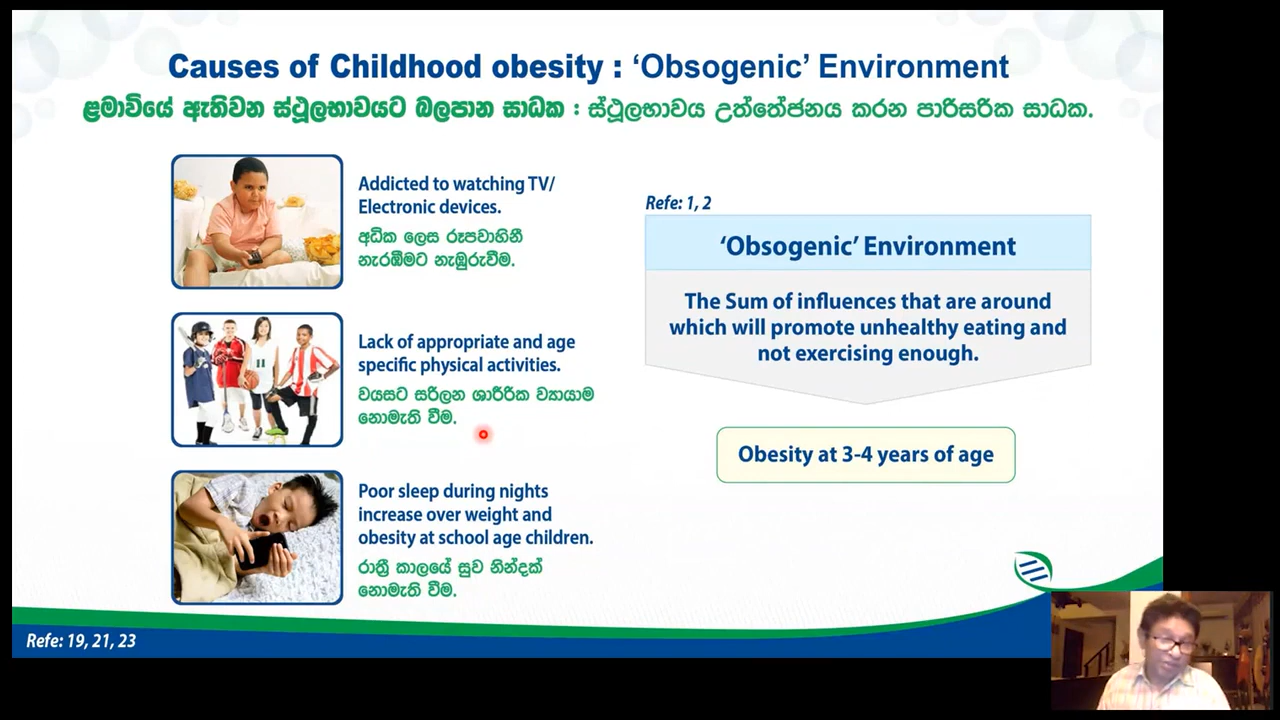 Causes of Childhood obesity : ‘Obsogenic’ Environment
ළමාවියේ ඇතිවන ස්ථූලභාවයට බලපාන සාධක : ස්ථූලභාවය උත්තේජනය කරන පාරිසරික සාධක.
Addicted to watching TV/
Electronic devices.
අධික ලෙස රූපවාහිනී
නැරඹීමට නැඹුරුවීම.
Lack of appropriate and age
specific physical activities.
වයසට සරිලන ශාරීරික ව්‍යායාම
නොමැති වීම.
Poor sleep during nights
increase over weight and
obesity at school age children.
රාත්‍රී කාලයේ සුව නින්දක්
නොමැති වීම.
Refe: 1, 2
‘Obsogenic’ Environment
The Sum of influences that are around
which will promote unhealthy eating and
not exercising enough.
Obesity at 3-4 years of age
Refe: 19, 21, 23